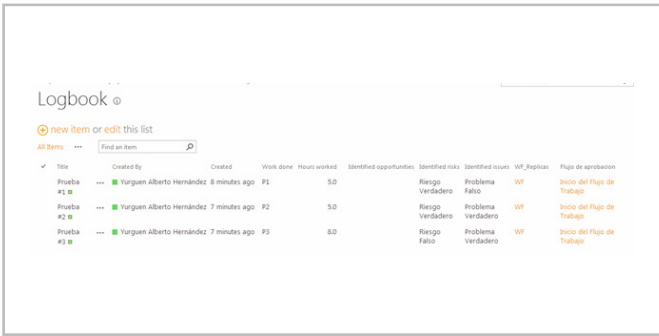 Logbook
new item or edit this list
All Items ... Find an item
Title Created By Created Work done Hours worked Identified opportunities Identified risks Identified issues WF_Replicas Flujo de aprobacion
Prueba ... Yurguen Alberto Hernández 8 minutes ago P1 5.0 Riesgo Problema WF Inicio del Flujo de
#1 Verdadero Falso Trabajo
Prueba ... Yurguen Alberto Hernández 7 minutes ago P2 5.0 Riesgo Problema WF Inicio del Flujo de
#2 Verdadero Verdadero Trabajo
Prueba ... Yurguen Alberto Hernández 7 minutes ago P3 8.0 Riesgo Problema WF Inicio del Flujo de
#3 Falso Verdadero Trabajo